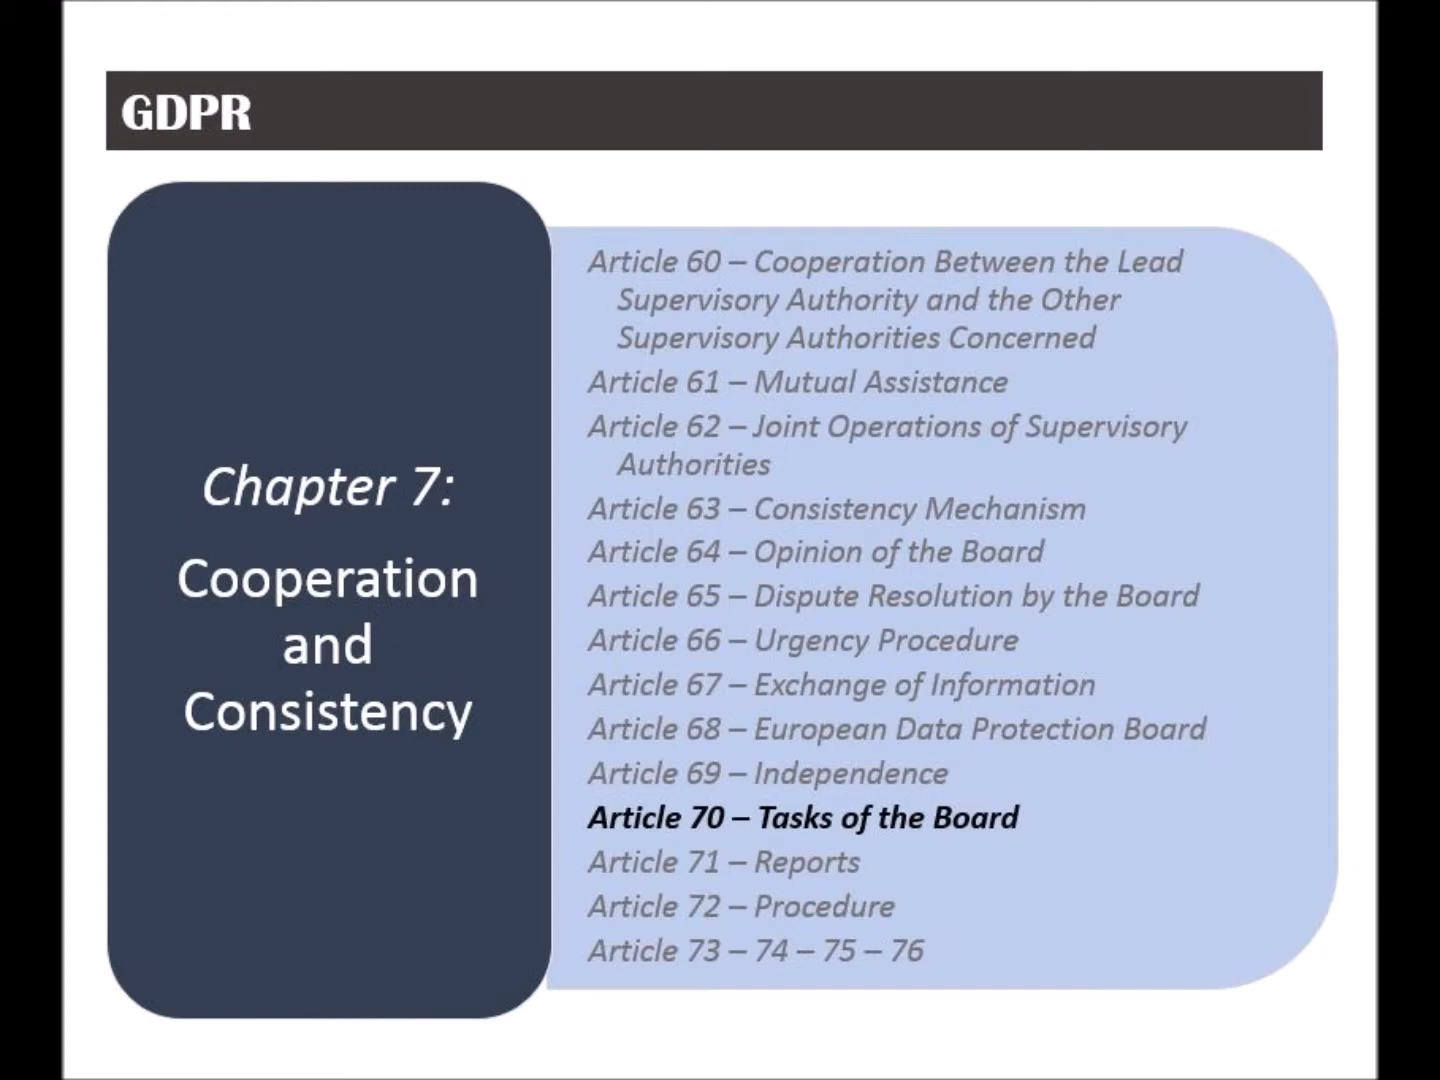 GDPR
Chapter 7:
Cooperation
and
Consistency
Article 60 – Cooperation Between the Lead
Supervisory Authority and the Other
Supervisory Authorities Concerned
Article 61 – Mutual Assistance
Article 62 – Joint Operations of Supervisory
Authorities
Article 63 – Consistency Mechanism
Article 64 – Opinion of the Board
Article 65 – Dispute Resolution by the Board
Article 66 – Urgency Procedure
Article 67 – Exchange of Information
Article 68 – European Data Protection Board
Article 69 – Independence
Article 70 – Tasks of the Board
Article 71 – Reports
Article 72 – Procedure
Article 73 – 74 – 75 – 76